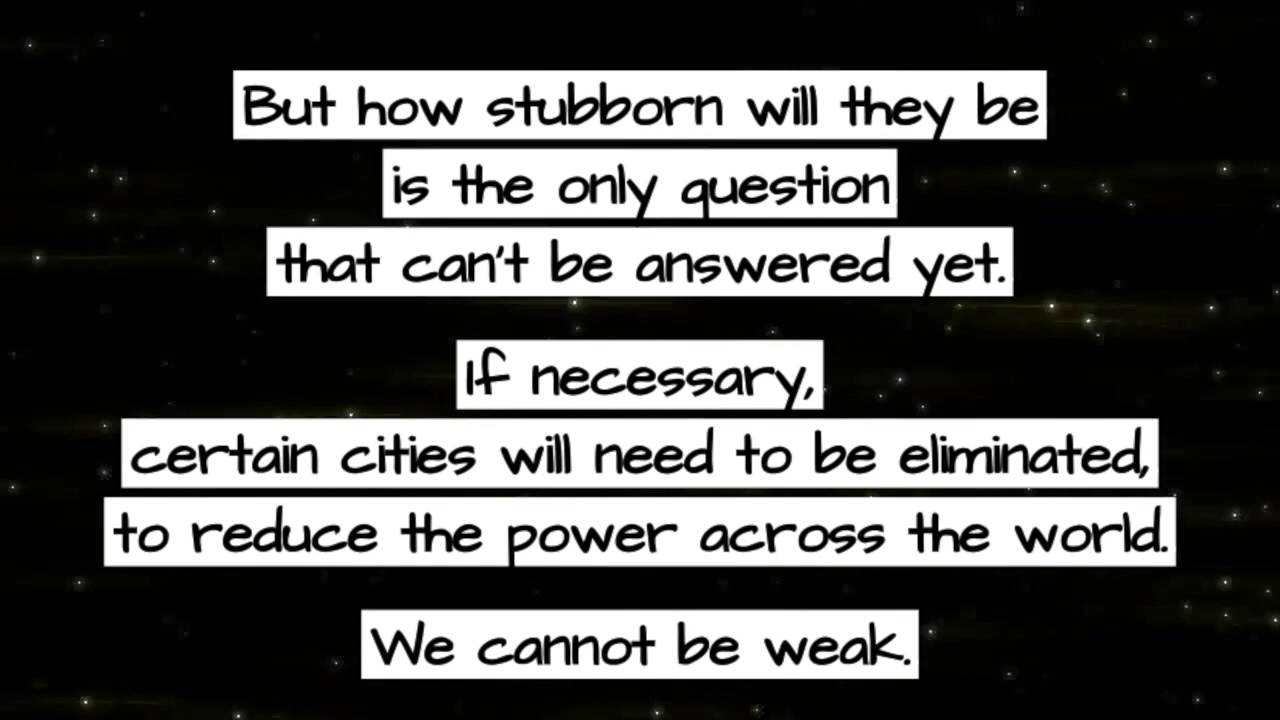 But how stubborn will they be
is the only question
that can't be answered yet.
If necessary,
certain cities will need to be eliminated,
to reduce the power across the world.
We cannot be weak.